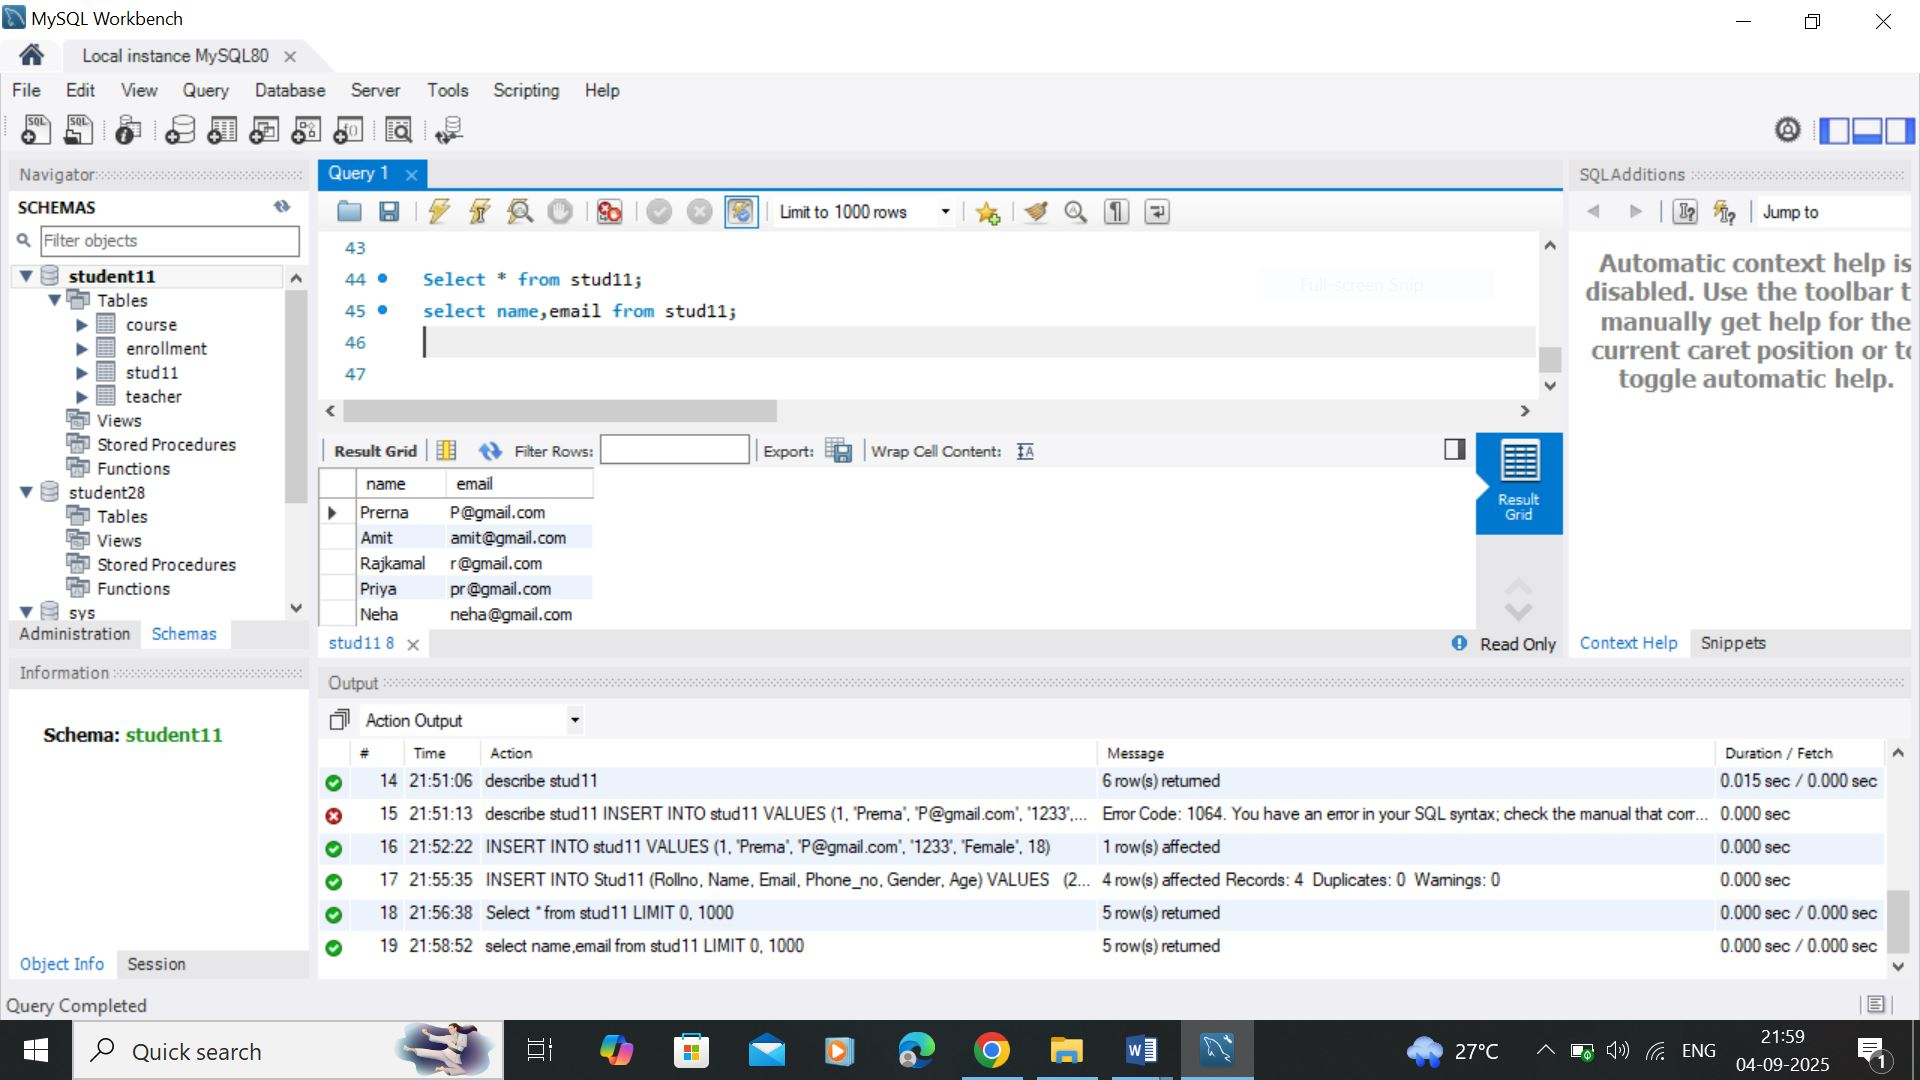 MySQL Workbench
Local instance MySQL80
File Edit View Query Database Server Tools Scripting Help
Navigator
SCHEMAS
Filter objects
student11
Tables
course
enrollment
stud11
teacher
Views
Stored Procedures
Functions
student28
Tables
Views
Stored Procedures
Functions
sys
Administration Schemas
Information
Schema: student11
Object Info Session
Query 1
Limit to 1000 rows
43
44 Select * from stud11;
45 select name,email from stud11;
46
47
Full-screen Snip
Result Grid Filter Rows: Export: Wrap Cell Content:
name email
Prerna P@gmail.com
Amit amit@gmail.com
Rajkamal r@gmail.com
Priya pr@gmail.com
Neha neha@gmail.com
Result
Grid
stud11 8
Read Only
SQLAdditions
Jump to
Automatic context help is
disabled. Use the toolbar t
manually get help for the
current caret position or to
toggle automatic help.
Context Help Snippets
Output
Action Output
# Time Action Message Duration / Fetch
14 21:51:06 describe stud11 6 row(s) returned 0.015 sec / 0.000 sec
15 21:51:13 describe stud11 INSERT INTO stud11 VALUES (1, 'Prerna', 'P@gmail.com', '1233',... Error Code: 1064. You have an error in your SQL syntax; check the manual that corr... 0.000 sec
16 21:52:22 INSERT INTO stud11 VALUES (1, 'Prerna', 'P@gmail.com', '1233', 'Female', 18) 1 row(s) affected 0.000 sec
17 21:55:35 INSERT INTO Stud11 (Rollno, Name, Email, Phone_no, Gender, Age) VALUES (2... 4 row(s) affected Records: 4 Duplicates: 0 Warnings: 0 0.000 sec
18 21:56:38 Select * from stud11 LIMIT 0, 1000 5 row(s) returned 0.000 sec / 0.000 sec
19 21:58:52 select name,email from stud11 LIMIT 0, 1000 5 row(s) returned 0.000 sec / 0.000 sec
Query Completed
Quick search
27°C
ENG
21:59
04-09-2025
1